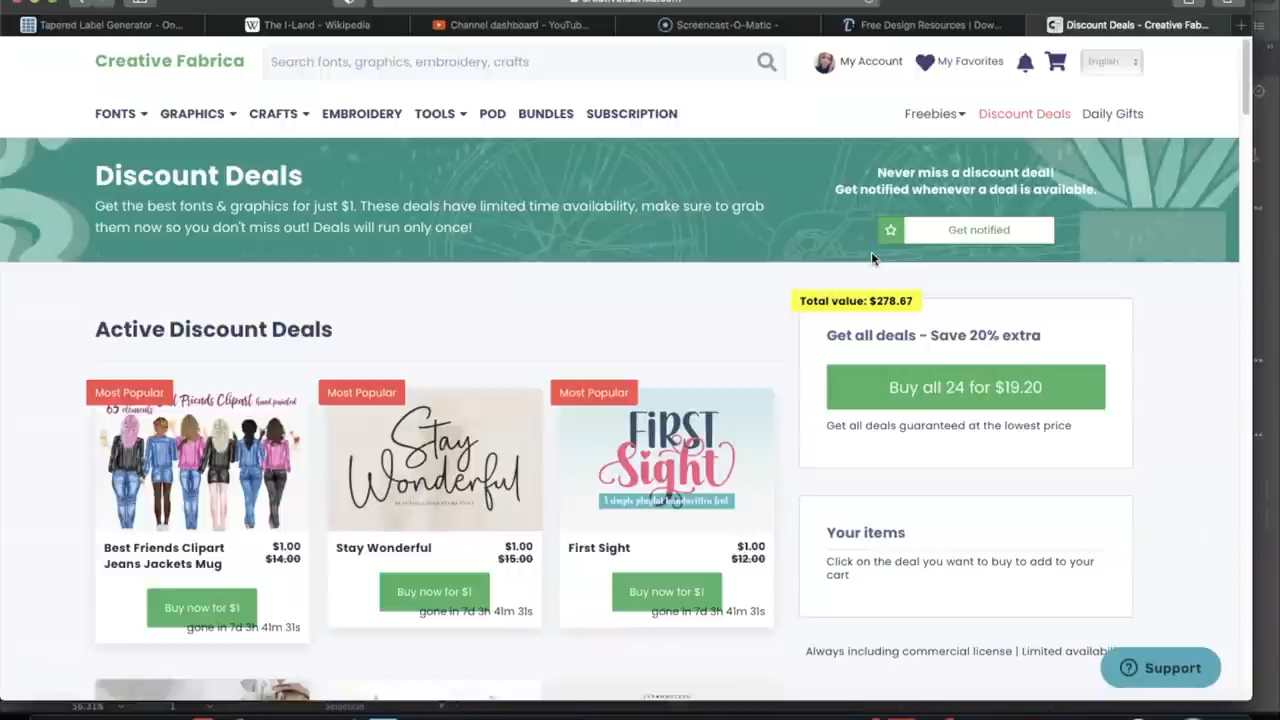 Tapered Label Generator - On...
W The I-Land - Wikipedia
Channel dashboard - YouTub...
Screencast-O-Matic -
Free Design Resources | Dow...
Discount Deals - Creative Fab...
Creative Fabrica
Search fonts, graphics, embroidery, crafts
My Account
My Favorites
English
FONTS
GRAPHICS
CRAFTS
EMBROIDERY
TOOLS
POD
BUNDLES
SUBSCRIPTION
Freebies
Discount Deals
Daily Gifts
Discount Deals
Get the best fonts & graphics for just $1. These deals have limited time availability, make sure to grab
them now so you don't miss out! Deals will run only once!
Never miss a discount deal!
Get notified whenever a deal is available.
Get notified
Active Discount Deals
Most Popular
65 elements
Friends Clipart hand painted
Best Friends Clipart
Jeans Jackets Mug
$1.00
$14.00
Buy now for $1
gone in 7d 3h 41m 31s
Most Popular
Stay
Wonderful
Stay Wonderful
$1.00
$15.00
Buy now for $1
gone in 7d 3h 41m 31s
Most Popular
FIRST
Sight
A simple playful handwritten font
First Sight
$1.00
$12.00
Buy now for $1
gone in 7d 3h 41m 31s
Total value: $278.67
Get all deals - Save 20% extra
Buy all 24 for $19.20
Get all deals guaranteed at the lowest price
Your items
Click on the deal you want to buy to add to your
cart
Always including commercial license | Limited availabi
Support
56.31%
1
Selection